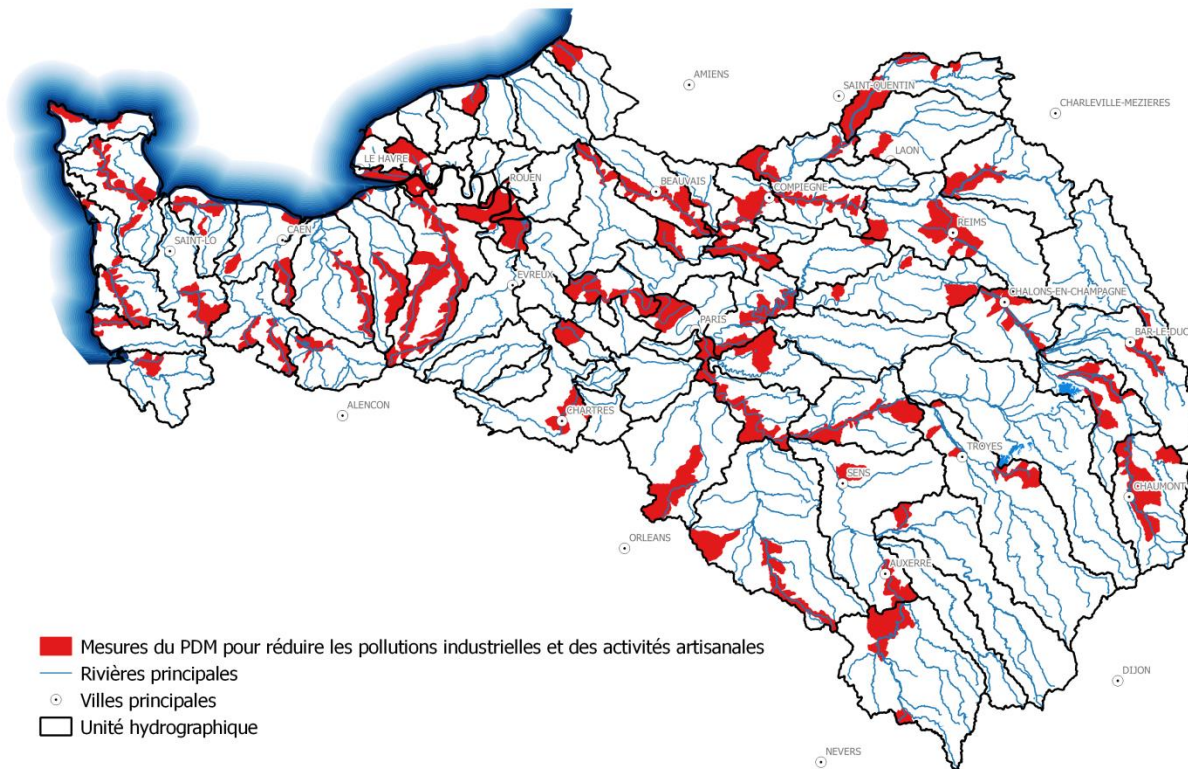 AMIENS
SAINT-QUENTIN
CHARLEVILLE-MEZIERES
LAON
LE HAVRE
ROUEN
BEAUVAIS
COMPIEGNE
REIMS
SAINT-LO
CAEN
EVREUX
CHALONS-EN-CHAMPAGNE
PARIS
BAR-LE-DUC
ALENCON
CHARTRES
TROYES
SENS
CHAUMONT
ORLEANS
AUXERRE
DIJON
NEVERS
Mesures du PDM pour réduire les pollutions industrielles et des activités artisanales
Rivières principales
Villes principales
Unité hydrographique